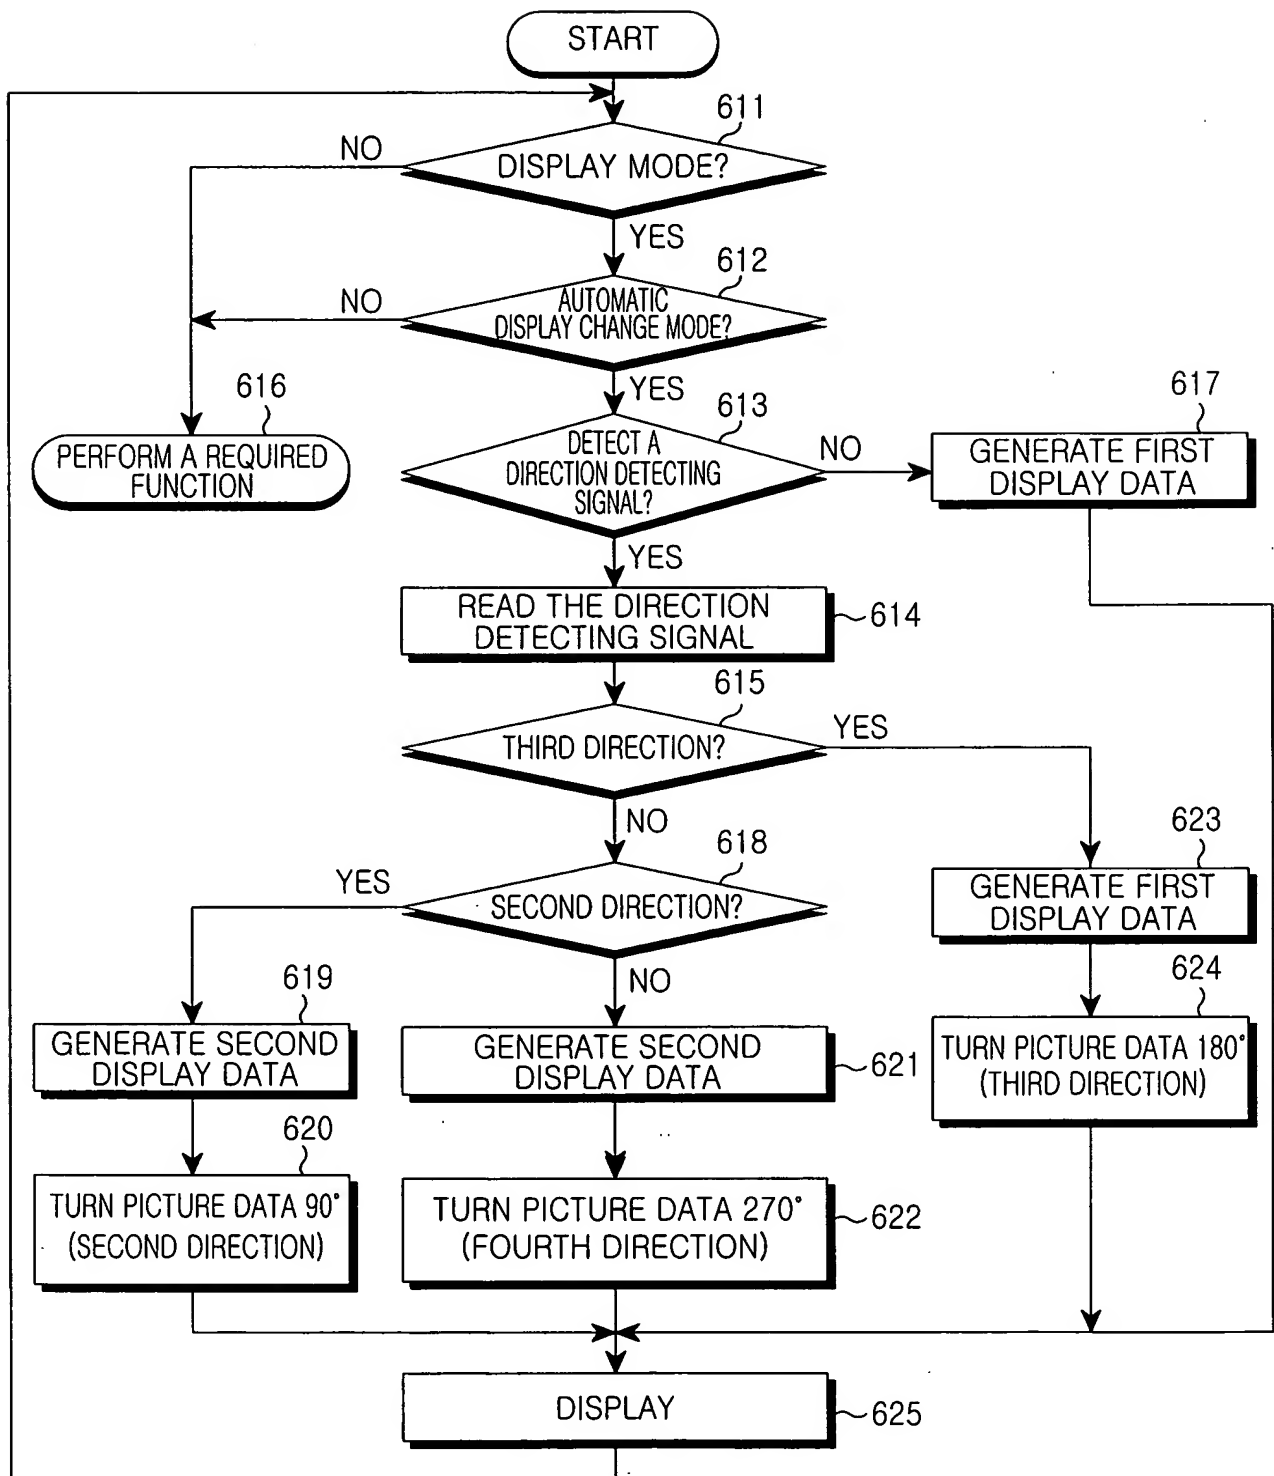 START
611
DISPLAY MODE?
NO
YES
612
AUTOMATIC
DISPLAY CHANGE MODE?
NO
YES
616
PERFORM A REQUIRED
FUNCTION
613
DETECT A
DIRECTION DETECTING
SIGNAL?
NO
617
GENERATE FIRST
DISPLAY DATA
YES
READ THE DIRECTION
DETECTING SIGNAL
614
615
THIRD DIRECTION?
YES
NO
618
SECOND DIRECTION?
YES
NO
623
GENERATE FIRST
DISPLAY DATA
619
GENERATE SECOND
DISPLAY DATA
GENERATE SECOND
DISPLAY DATA
621
624
TURN PICTURE DATA 180°
(THIRD DIRECTION)
620
TURN PICTURE DATA 90°
(SECOND DIRECTION)
TURN PICTURE DATA 270°
(FOURTH DIRECTION)
622
DISPLAY
625